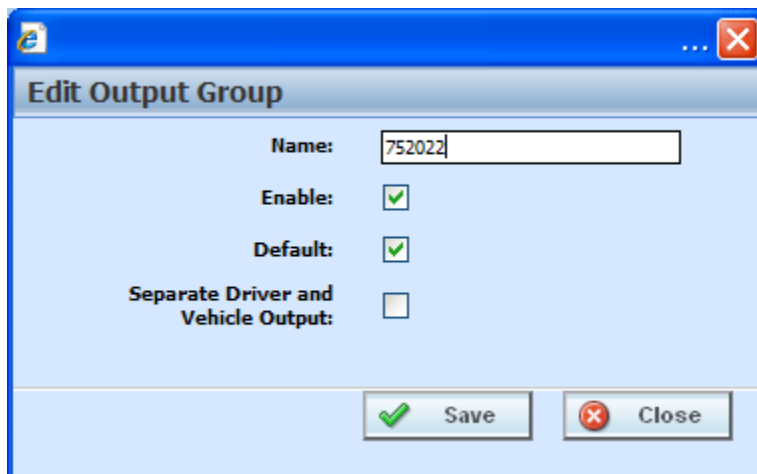 ...
Edit Output Group
Name: 752022
Enable:
Default:
Separate Driver and
Vehicle Output:
Save Close